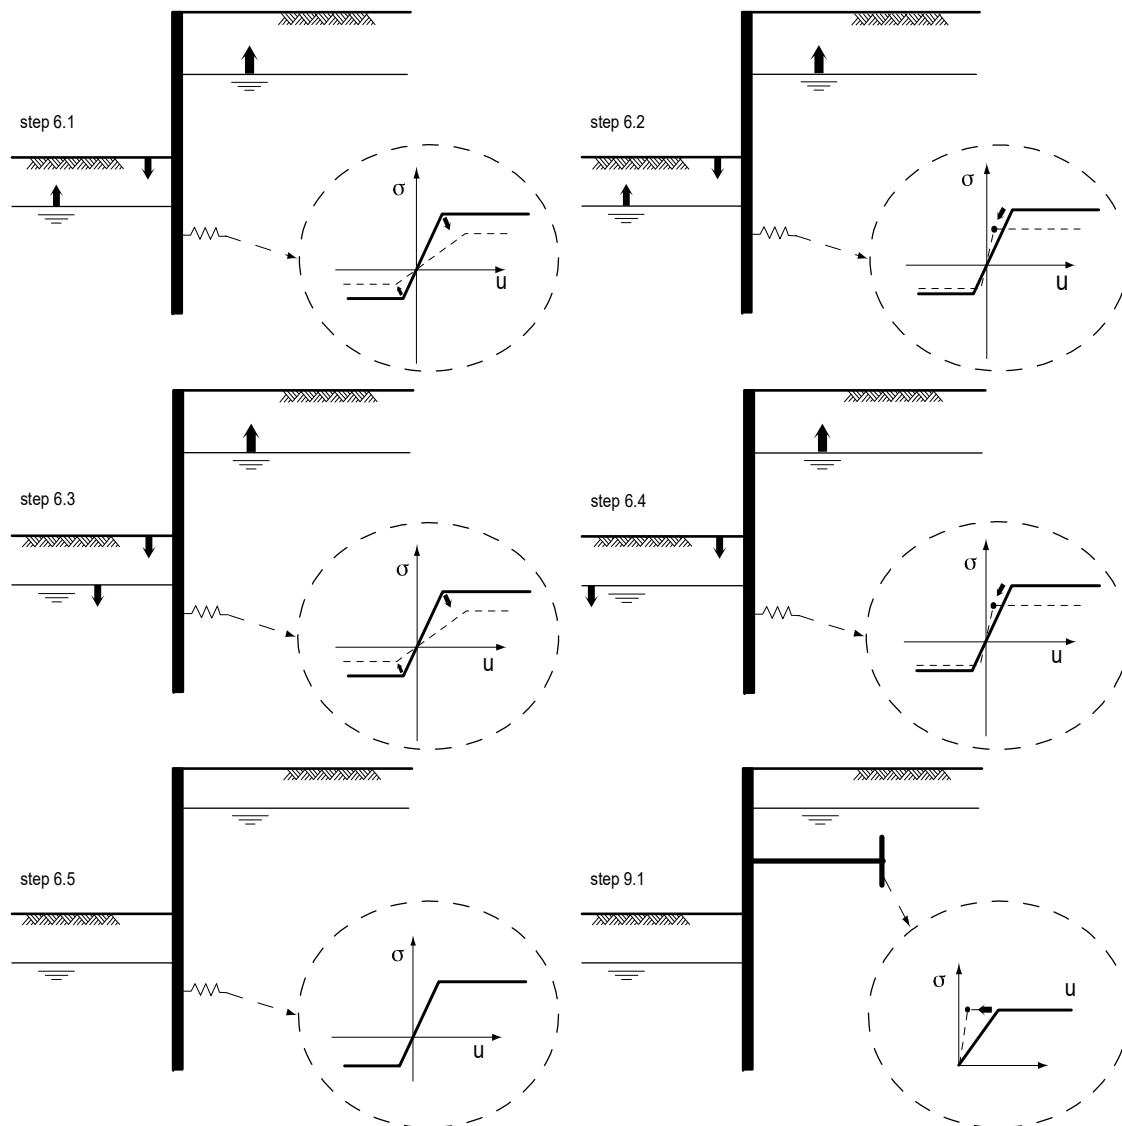 step 6.1
σ
u
step 6.2
σ
u
step 6.3
σ
u
step 6.4
σ
u
step 6.5
σ
u
step 9.1
σ
u